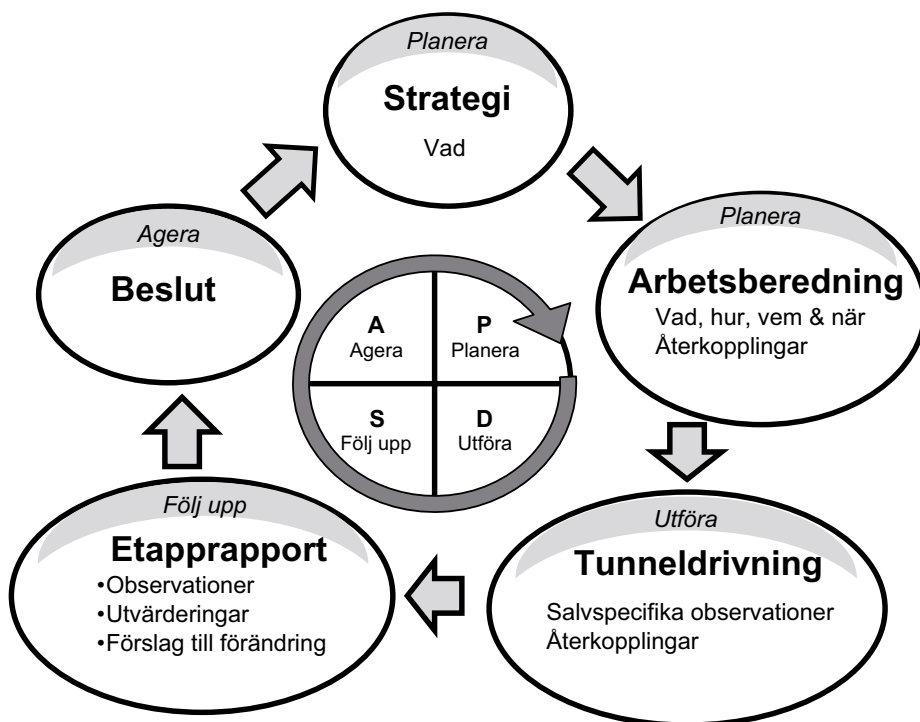 Planera
Strategi
Vad
Planera
Arbetsberedning
Vad, hur, vem & när
Återkopplingar
Utföra
Tunneldrivning
Salvspecifika observationer
Återkopplingar
Följ upp
Etapprapport
•Observationer
•Utvärderingar
•Förslag till förändring
Agera
Beslut
A
Agera
P
Planera
S
Följ upp
D
Utföra